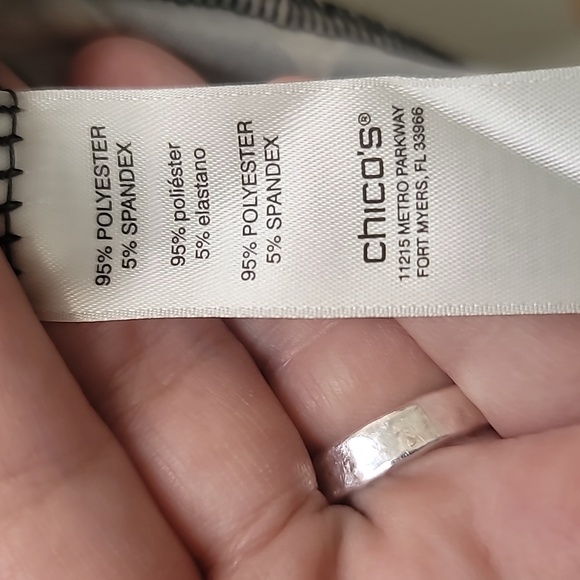 95% POLYESTER
5% SPANDEX
95% poliéster
5% elastano
95% POLYESTER
5% SPANDEX
chico's®
11215 METRO PARKWAY
FORT MYERS, FL 33966